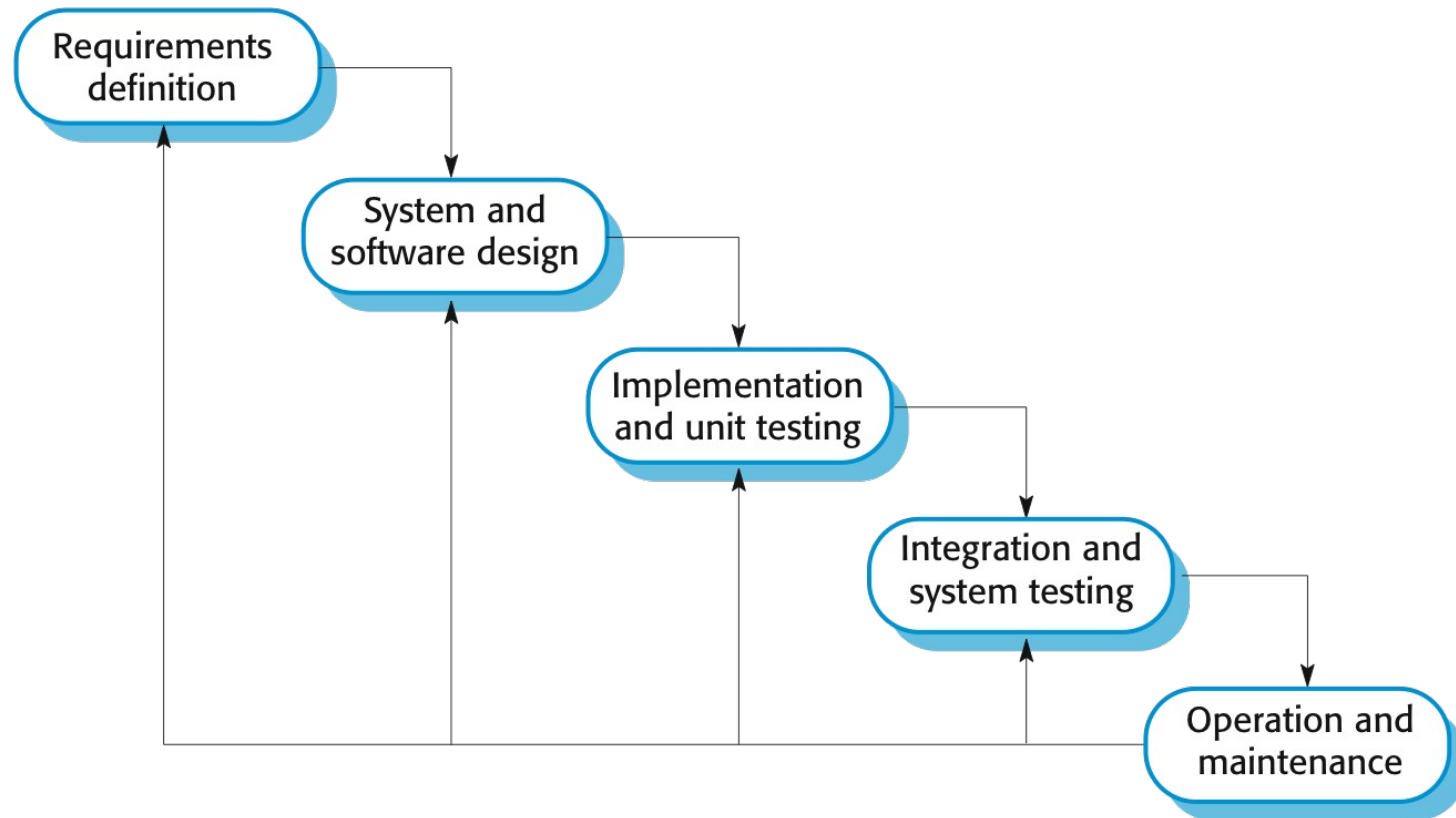 Requirements
definition
System and
software design
Implementation
and unit testing
Integration and
system testing
Operation and
maintenance